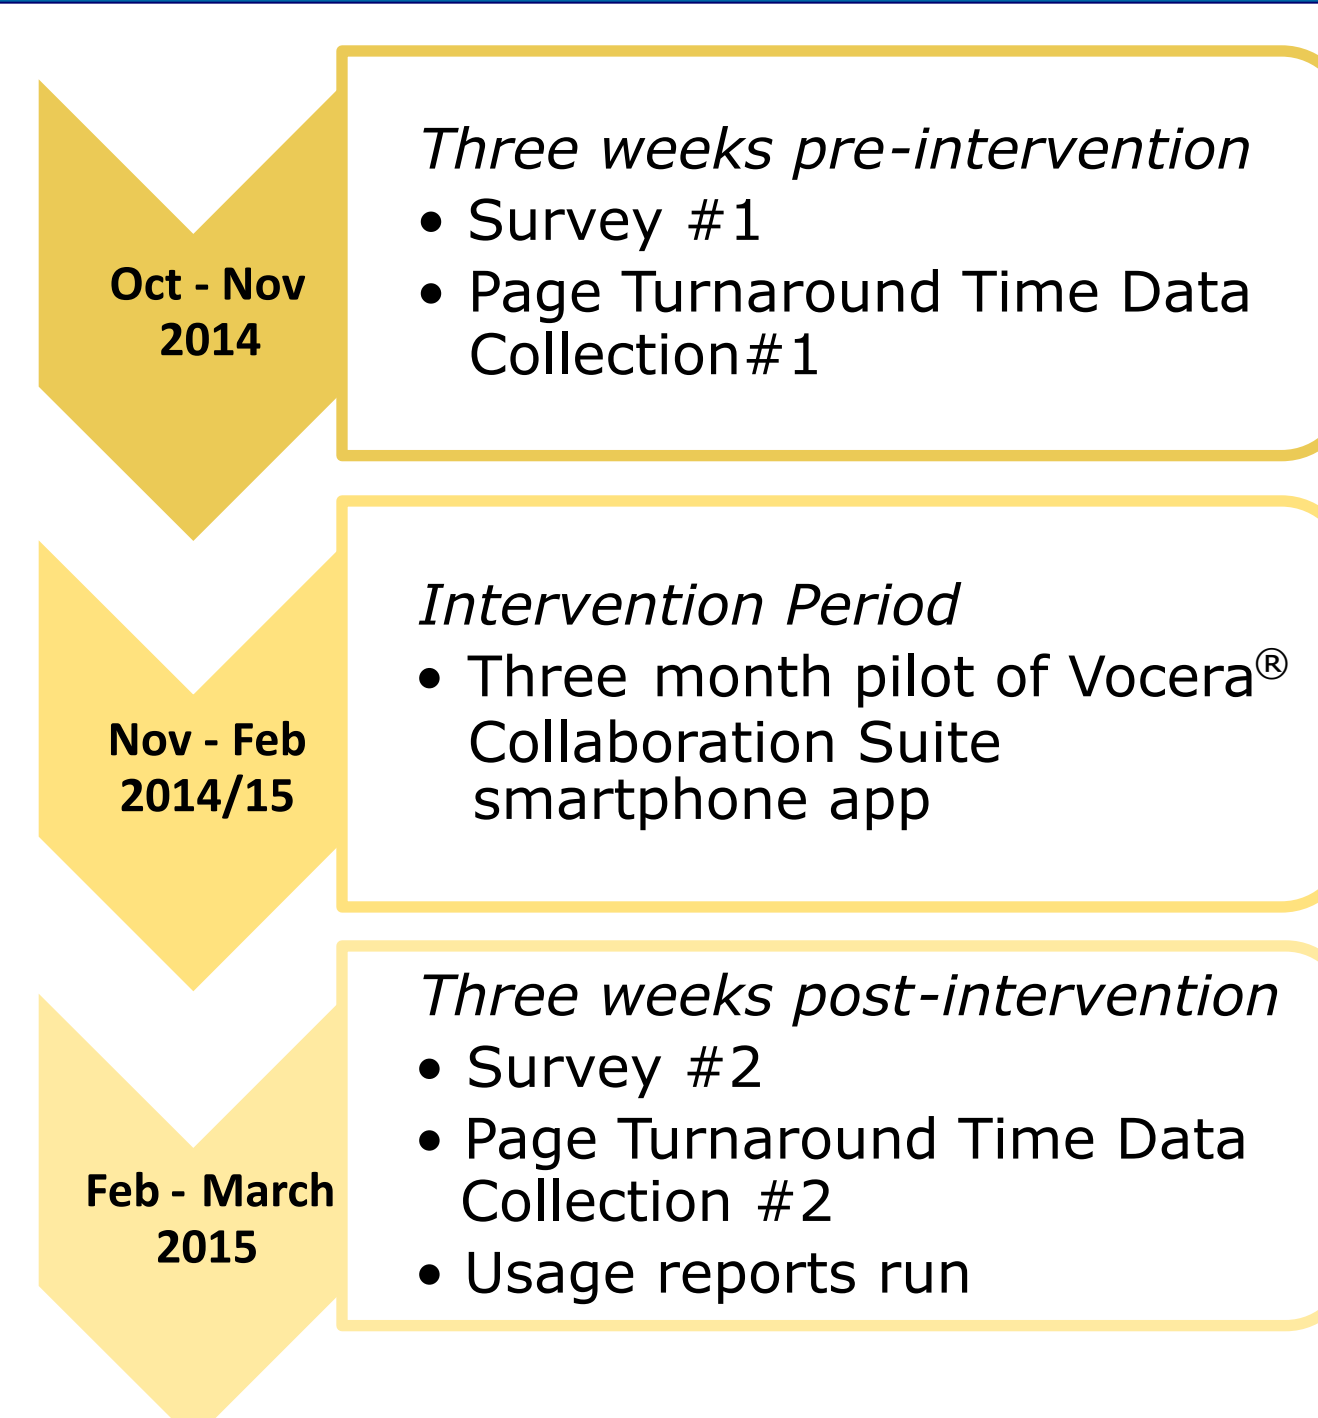 Oct - Nov
2014
Three weeks pre-intervention
• Survey #1
• Page Turnaround Time Data
Collection#1
Nov - Feb
2014/15
Intervention Period
• Three month pilot of Vocera®
Collaboration Suite
smartphone app
Feb - March
2015
Three weeks post-intervention
• Survey #2
• Page Turnaround Time Data
Collection #2
• Usage reports run